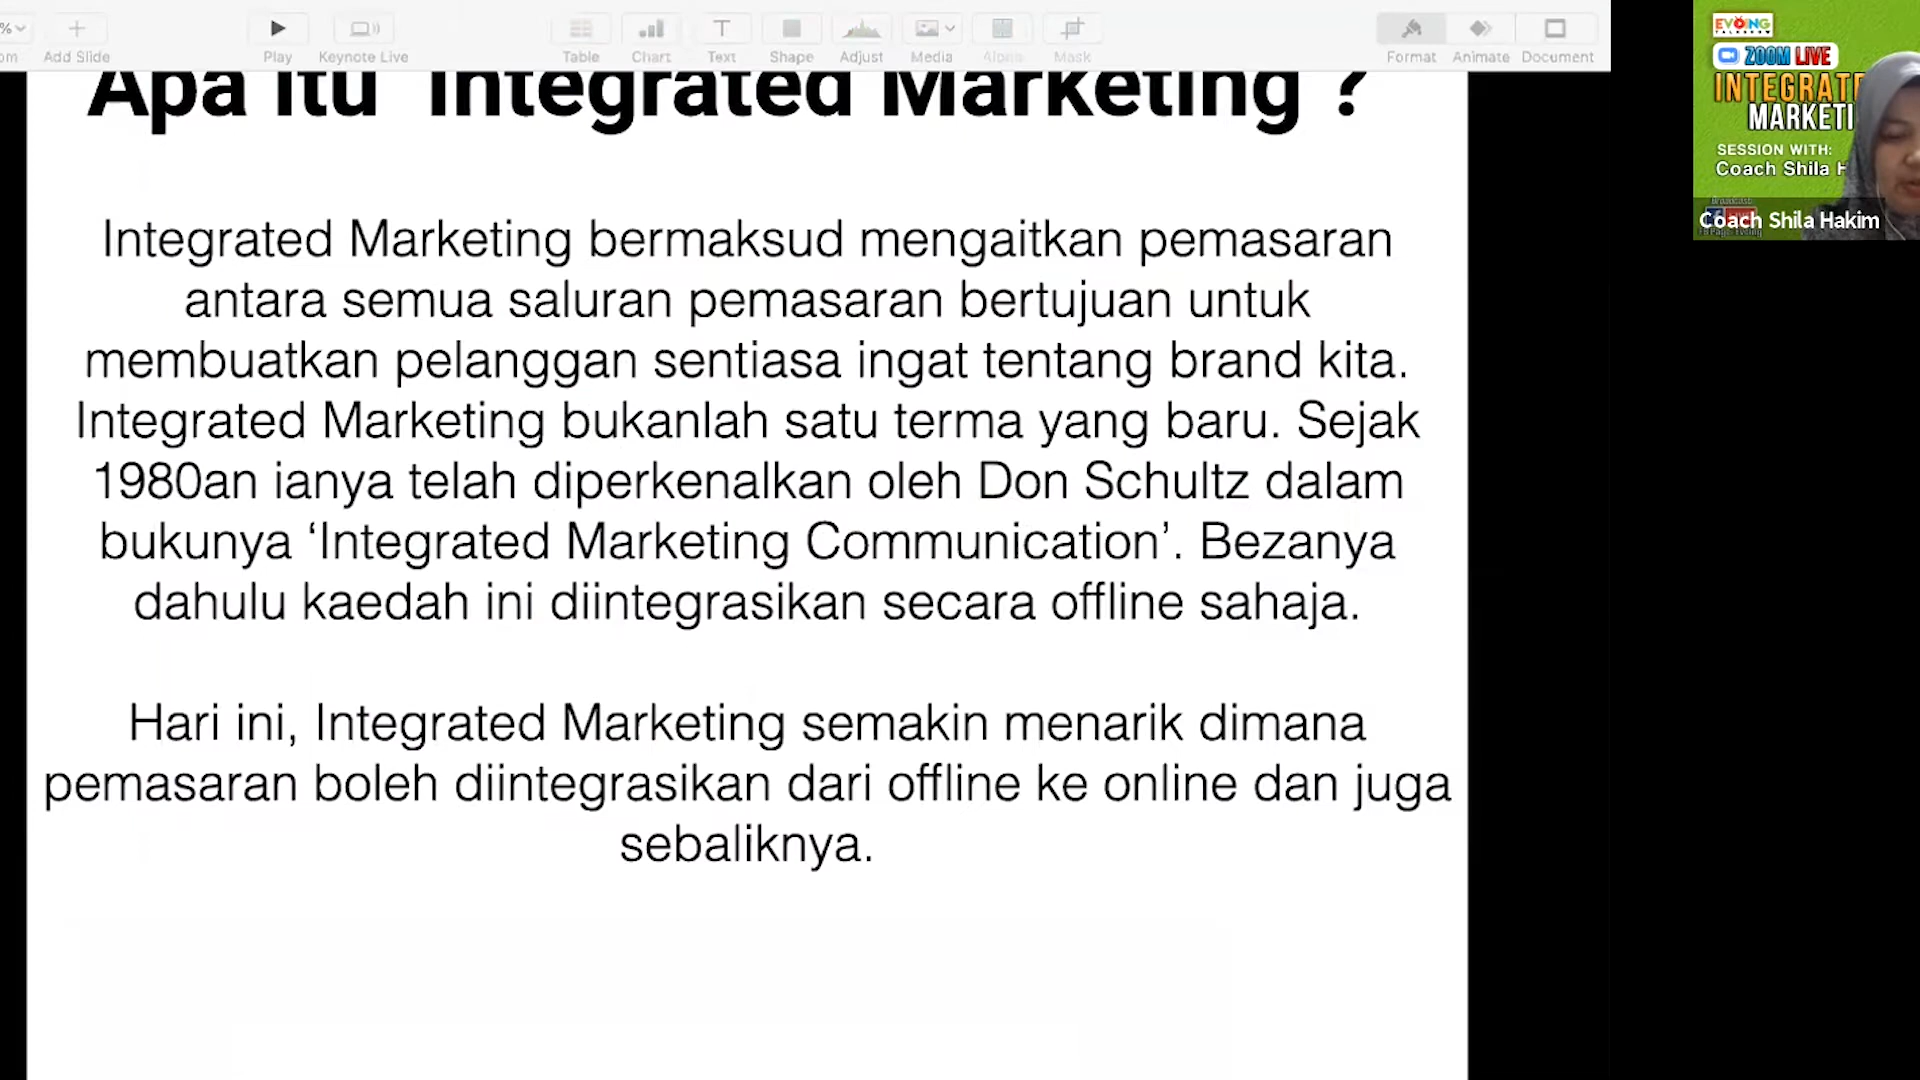 Add Slide
Play
Keynote Live
Table
Chart
Text
Shape
Adjust
Media
Mask
Format
Animate
Document
Apa itu 'Integrated Marketing'?
Integrated Marketing bermaksud mengaitkan pemasaran
antara semua saluran pemasaran bertujuan untuk
membuatkan pelanggan sentiasa ingat tentang brand kita.
Integrated Marketing bukanlah satu terma yang baru. Sejak
1980an ianya telah diperkenalkan oleh Don Schultz dalam
bukunya ‘Integrated Marketing Communication’. Bezanya
dahulu kaedah ini diintegrasikan secara offline sahaja.
Hari ini, Integrated Marketing semakin menarik dimana
pemasaran boleh diintegrasikan dari offline ke online dan juga
sebaliknya.
EVOING
ZOOM LIVE
SESSION WITH:
Coach Shila
Coach Shila Hakim